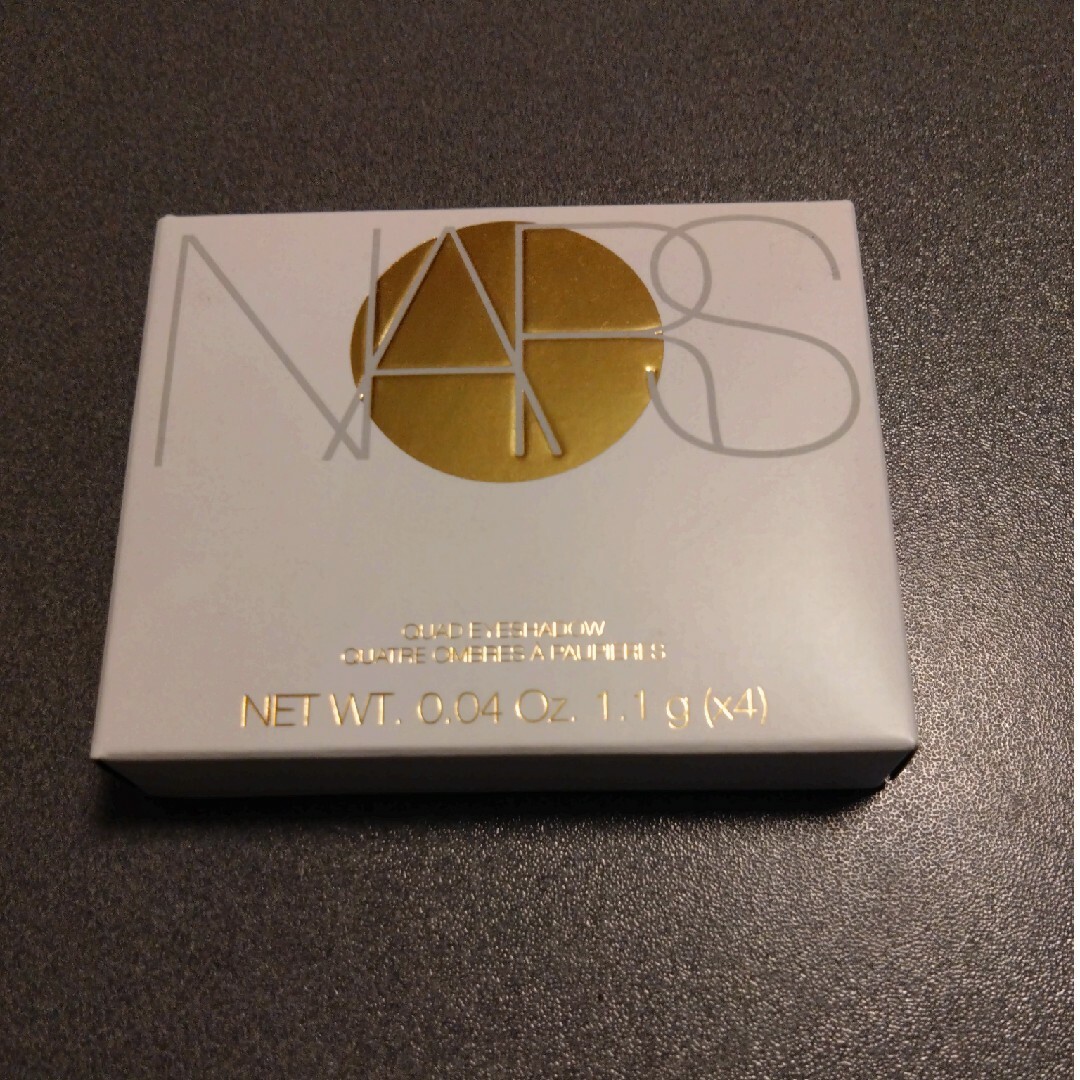 NARS
QUAD EYESHADOW
QUATRE OMBRES A PAUPIERES
NET WT. 0.04 Oz. 1.1 g (x4)